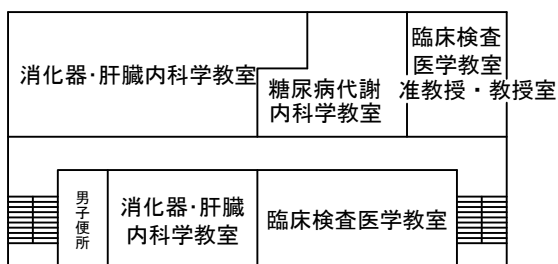 消化器・肝臓内科学教室
糖尿病代謝
内科学教室
臨床検査
医学教室
准教授・教授室
男子便所
消化器・肝臓
内科学教室
臨床検査医学教室